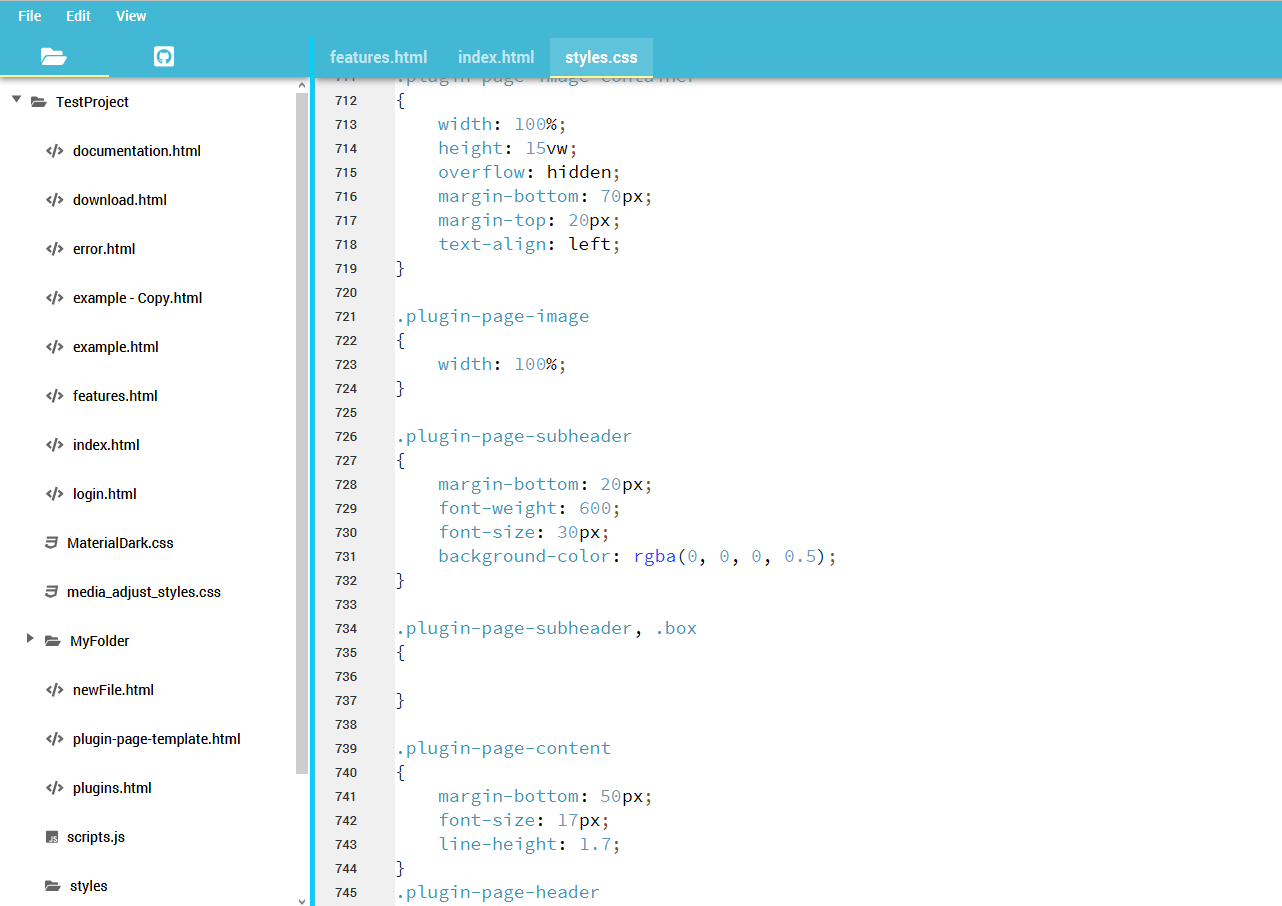 File Edit View
features.html index.html styles.css
TestProject
documentation.html
download.html
error.html
example - Copy.html
example.html
features.html
index.html
login.html
MaterialDark.css
media_adjust_styles.css
MyFolder
newFile.html
plugin-page-template.html
plugins.html
scripts.js
styles
711 .plugin-page-image-container
712 {
713     width: 100%;
714     height: 15vw;
715     overflow: hidden;
716     margin-bottom: 70px;
717     margin-top: 20px;
718     text-align: left;
719 }
720
721 .plugin-page-image
722 {
723     width: 100%;
724 }
725
726 .plugin-page-subheader
727 {
728     margin-bottom: 20px;
729     font-weight: 600;
730     font-size: 30px;
731     background-color: rgba(0, 0, 0, 0.5);
732 }
733
734 .plugin-page-subheader, .box
735 {
736
737 }
738
739 .plugin-page-content
740 {
741     margin-bottom: 50px;
742     font-size: 17px;
743     line-height: 1.7;
744 }
745 .plugin-page-header